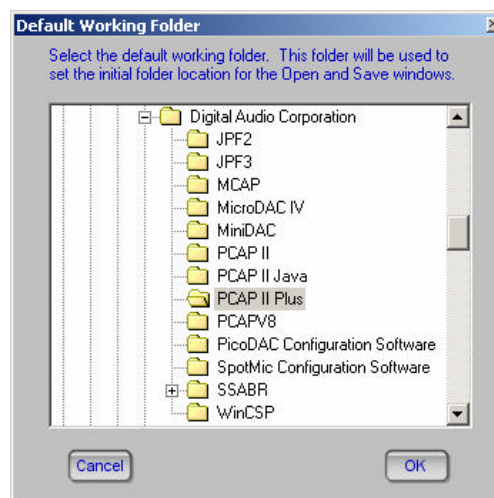 Default Working Folder
Select the default working folder. This folder will be used to
set the initial folder location for the Open and Save windows.
Digital Audio Corporation
JPF2
JPF3
MCAP
MicroDAC IV
MiniDAC
PCAP II
PCAP II Java
PCAP II Plus
PCAPV8
PicoDAC Configuration Software
SpotMic Configuration Software
SSABR
WinCSP
Cancel
OK